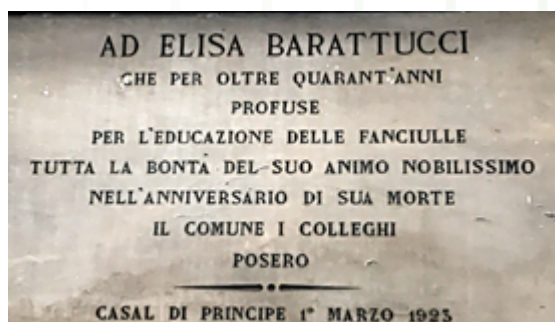 AD ELISA BARATTUCCI
CHE PER OLTRE QUARANT'ANNI
PROFUSE
PER L'EDUCAZIONE DELLE FANCIULLE
TUTTA LA BONTÀ DEL SUO ANIMO NOBILISSIMO
NELL'ANNIVERSARIO DI SUA MORTE
IL COMUNE I COLLEGHI
POSERO
CASAL DI PRINCIPE 1° MARZO 1923